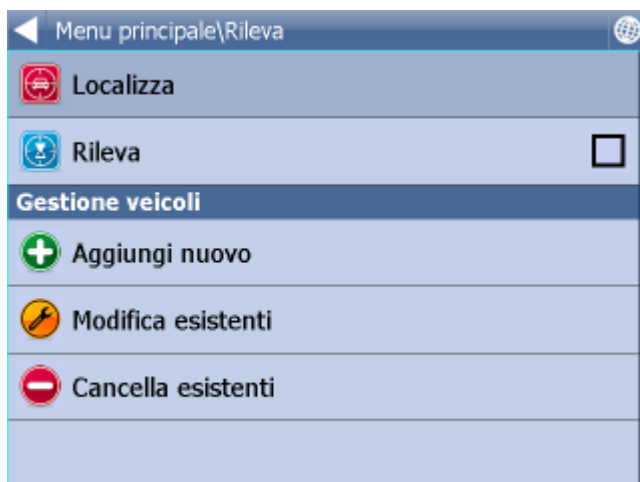 Menu principale\Rileva
Localizza
Rileva
Gestione veicoli
Aggiungi nuovo
Modifica esistenti
Cancella esistenti